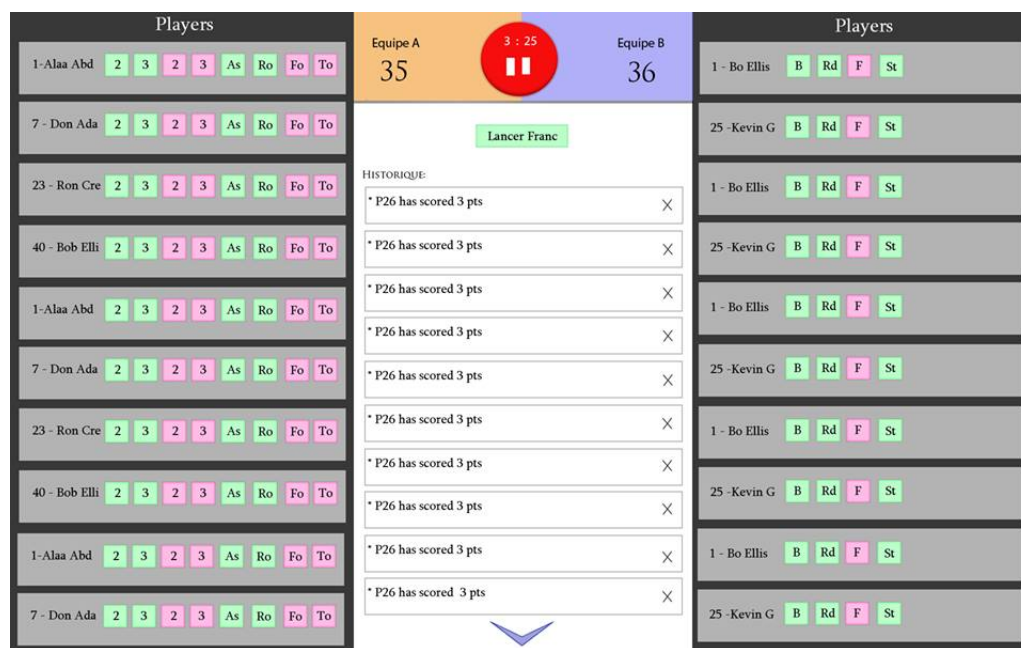 Players
1-Alaa Abd 2 3 2 3 As Ro Fo To
7 - Don Ada 2 3 2 3 As Ro Fo To
23 - Ron Cre 2 3 2 3 As Ro Fo To
40 - Bob Elli 2 3 2 3 As Ro Fo To
1-Alaa Abd 2 3 2 3 As Ro Fo To
7 - Don Ada 2 3 2 3 As Ro Fo To
23 - Ron Cre 2 3 2 3 As Ro Fo To
40 - Bob Elli 2 3 2 3 As Ro Fo To
1-Alaa Abd 2 3 2 3 As Ro Fo To
7 - Don Ada 2 3 2 3 As Ro Fo To
Equipe A
35
3 : 25
Equipe B
36
Lancer Franc
Historique:
* P26 has scored 3 pts X
* P26 has scored 3 pts X
* P26 has scored 3 pts X
* P26 has scored 3 pts X
* P26 has scored 3 pts X
* P26 has scored 3 pts X
* P26 has scored 3 pts X
* P26 has scored 3 pts X
* P26 has scored 3 pts X
* P26 has scored 3 pts X
Players
1 - Bo Ellis B Rd F St
25 -Kevin G B Rd F St
1 - Bo Ellis B Rd F St
25 -Kevin G B Rd F St
1 - Bo Ellis B Rd F St
25 -Kevin G B Rd F St
1 - Bo Ellis B Rd F St
25 -Kevin G B Rd F St
1 - Bo Ellis B Rd F St
25 -Kevin G B Rd F St